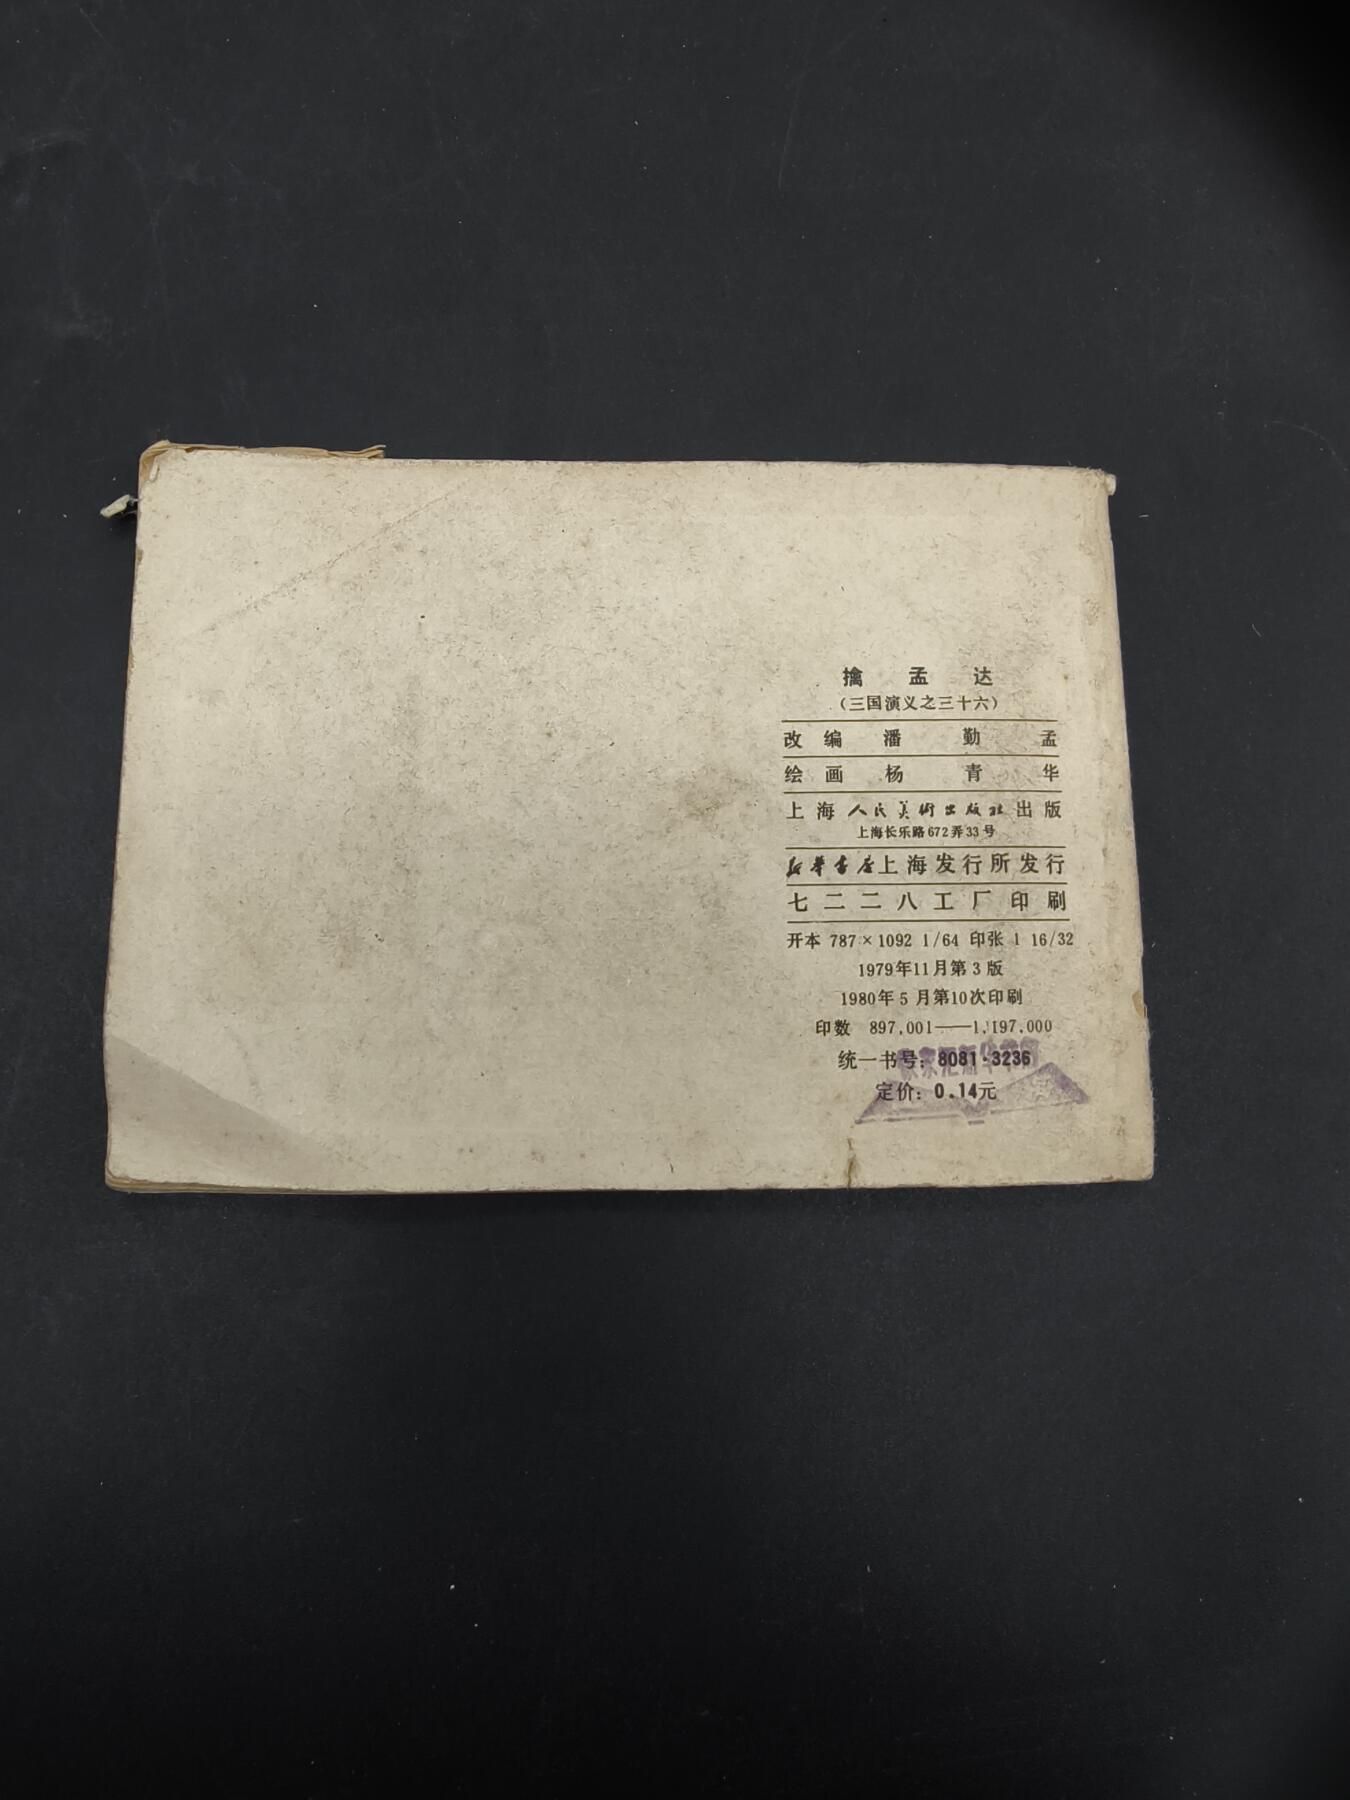 擒孟达
（三国演义之三十六）
改编 潘勤孟
绘画 杨青华
上海人民美术出版社出版
上海长乐路672弄33号
新华书店上海发行所发行
七二二八工厂印刷
开本 787×1092 1/64 印张 1 16/32
1979年11月第3版
1980年5月第10次印刷
印数 897,001——1,197,000
统一书号：8081·3236
定价：0.14元